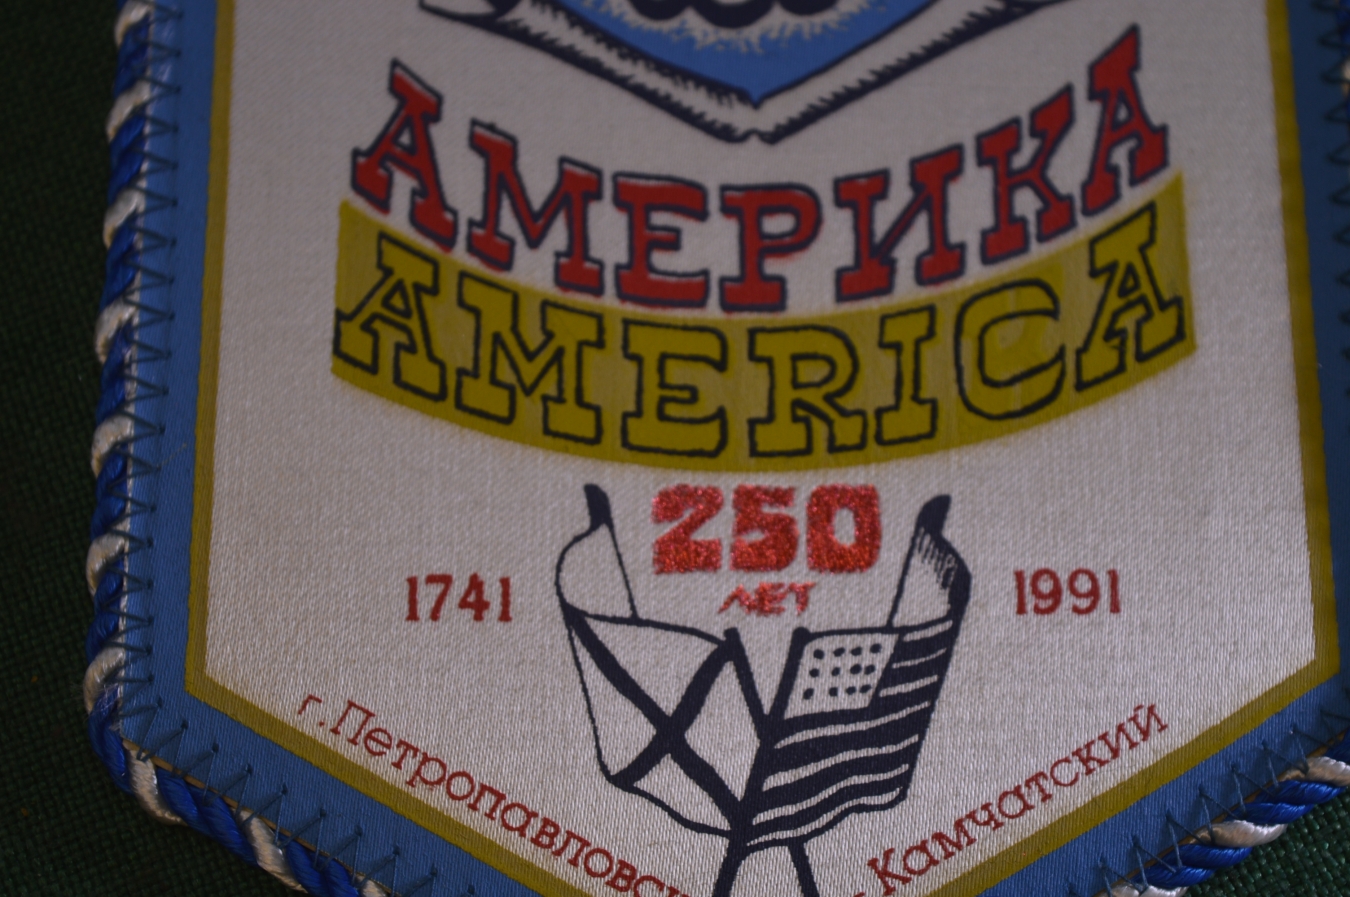 АМЕРИКА
AMERICA
250
ЛЕТ
1741
1991
г. Петропавловск
- Камчатский